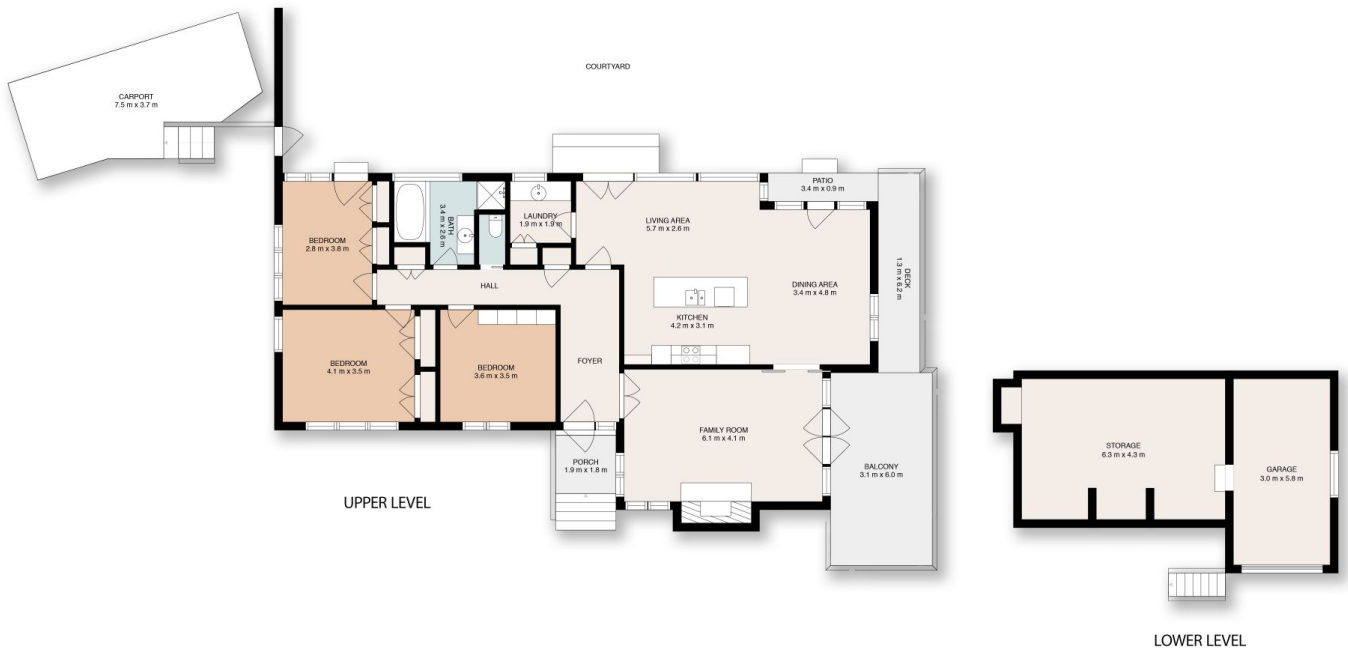 COURTYARD
CARPORT
7.5 m x 3.7 m
PATIO
3.4 m x 0.9 m
BEDROOM
2.8 m x 3.8 m
BATH
3.4 m x 2.6 m
LAUNDRY
1.9 m x 1.9 m
LIVING AREA
5.7 m x 2.6 m
DECK
1.3 m x 6.2 m
HALL
DINING AREA
3.4 m x 4.8 m
KITCHEN
4.2 m x 3.1 m
BEDROOM
4.1 m x 3.5 m
BEDROOM
3.6 m x 3.5 m
FOYER
FAMILY ROOM
6.1 m x 4.1 m
PORCH
1.9 m x 1.8 m
BALCONY
3.1 m x 6.0 m
UPPER LEVEL
STORAGE
6.3 m x 4.3 m
GARAGE
3.0 m x 5.8 m
LOWER LEVEL